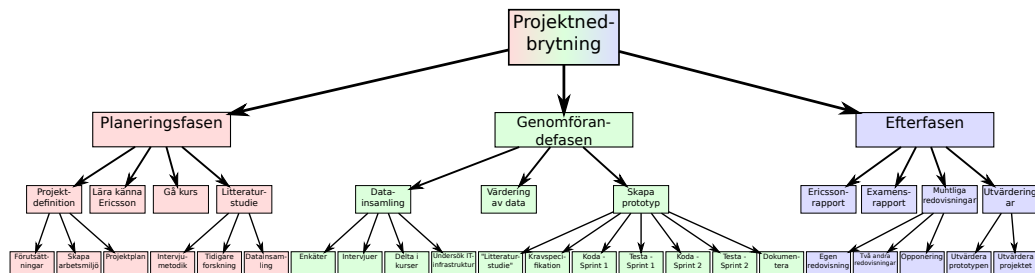 Projektned-
brytning
Planeringsfasen
Genomföran-
defasen
Efterfasen
Projekt-
definition
Lära känna
Ericsson
Gå kurs
Litteratur-
studie
Data-
insamling
Värdering
av data
Skapa
prototyp
Ericsson-
rapport
Examens-
rapport
Muntliga
redovisningar
Utvärdering
ar
Förutsätt-
ningar
Skapa
arbetsmiljö
Projektplan
Intervju-
metodik
Tidigare
forskning
Datainsam-
ling
Enkäter
Intervjuer
Delta i
kurser
Undersök IT-
infrastruktur
"Litteratur-
studie"
Kravspeci-
fikation
Koda -
Sprint 1
Testa -
Sprint 1
Koda -
Sprint 2
Testa -
Sprint 2
Dokumen-
tera
Egen
redovisning
Två andra
redovisningar
Opponering
Utvärdera
prototypen
Utvärdera
projektet